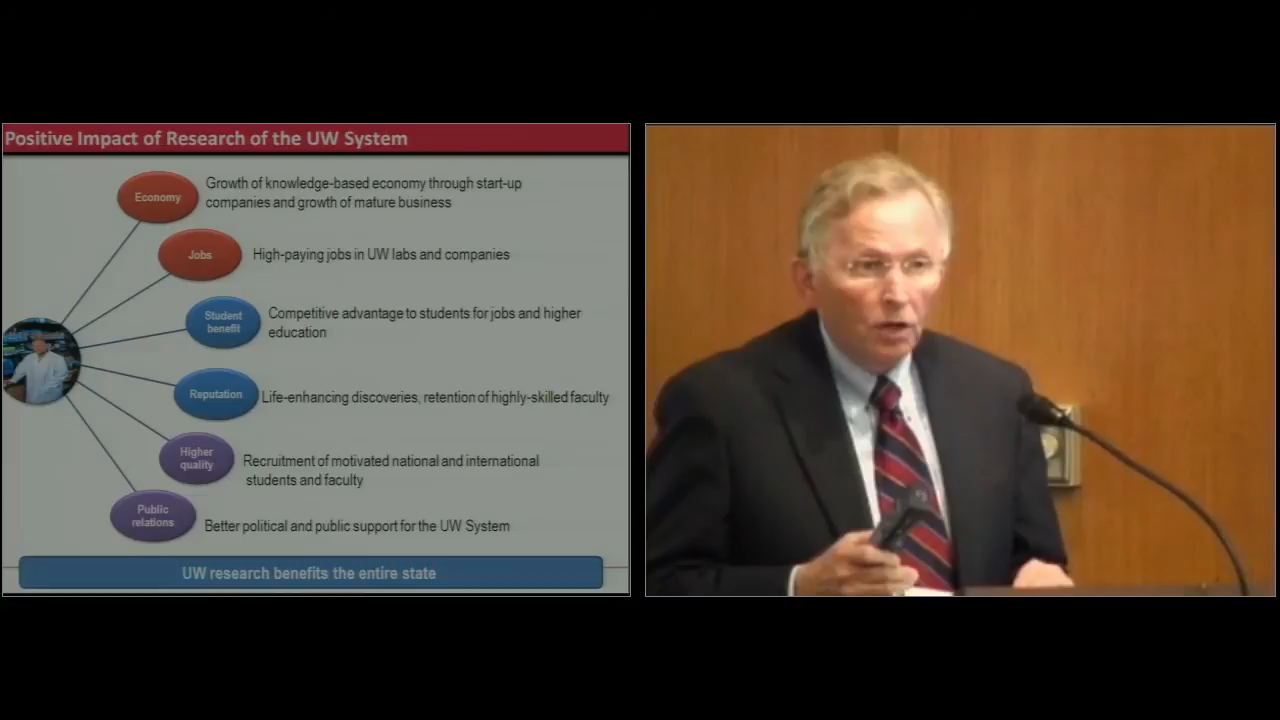 Positive Impact of Research of the UW System
Economy
Growth of knowledge-based economy through start-up
companies and growth of mature business
Jobs
High-paying jobs in UW labs and companies
Student
benefit
Competitive advantage to students for jobs and higher
education
Reputation
Life-enhancing discoveries, retention of highly-skilled faculty
Higher
quality
Recruitment of motivated national and international
students and faculty
Public
relations
Better political and public support for the UW System
UW research benefits the entire state